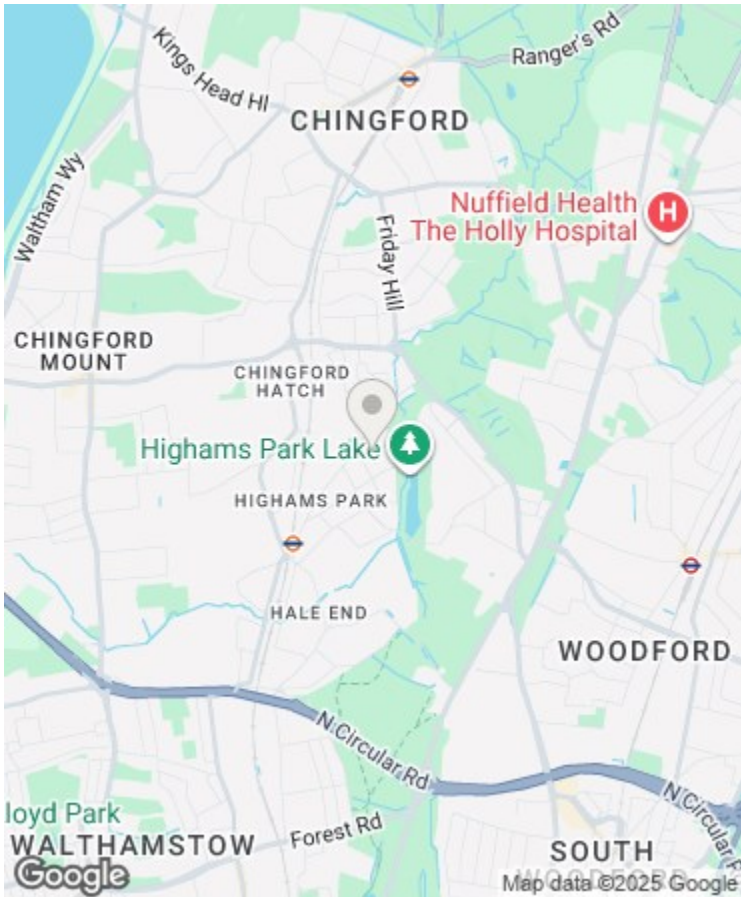 Ranger's Rd
Kings Head Hl
CHINGFORD
Waltham Wy
Nuffield Health
The Holly Hospital
H
Friday Hill
CHINGFORD
MOUNT
CHINGFORD
HATCH
Highams Park Lake
HIGHAMS PARK
HALE END
WOODFORD
N Circular Rd
N Circular R
loyd Park
WALTHAMSTOW
Forest Rd
SOUTH
WOODFORD
Google
Map data ©2025 Google